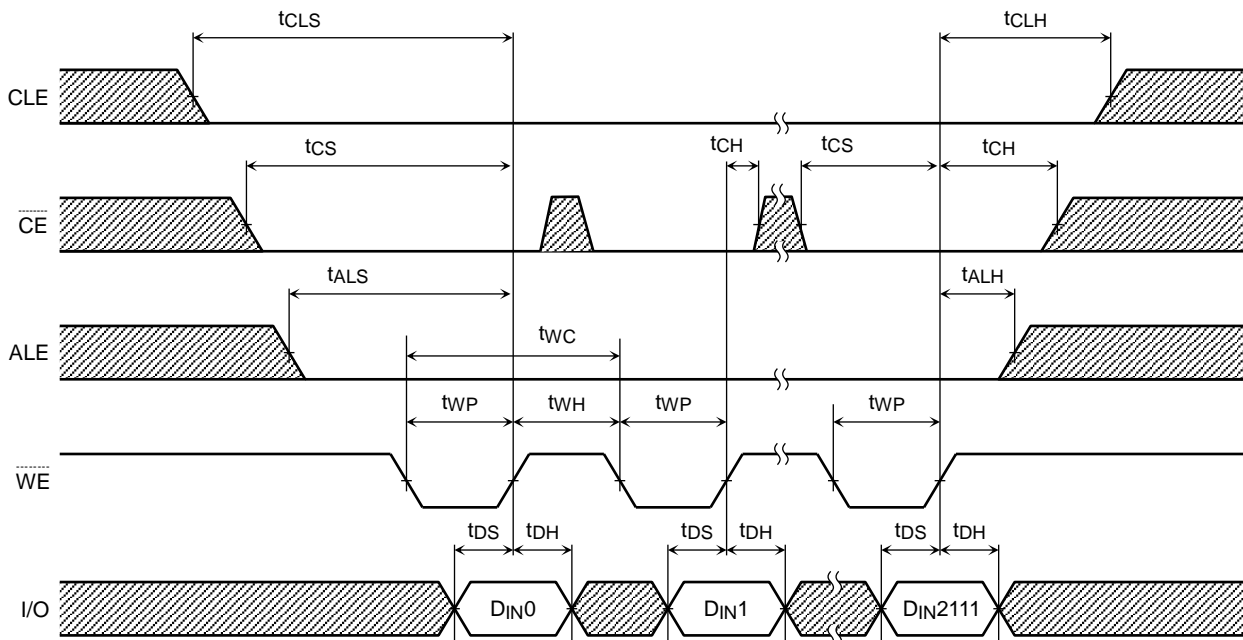 tCLS tCLH
CLE
tCS tCH tCS tCH
CE
tALS tALH
ALE
tWC
tWP tWH tWP tWP
WE
tDS tDH tDS tDH tDS tDH
I/O DIN0 DIN1 DIN2111